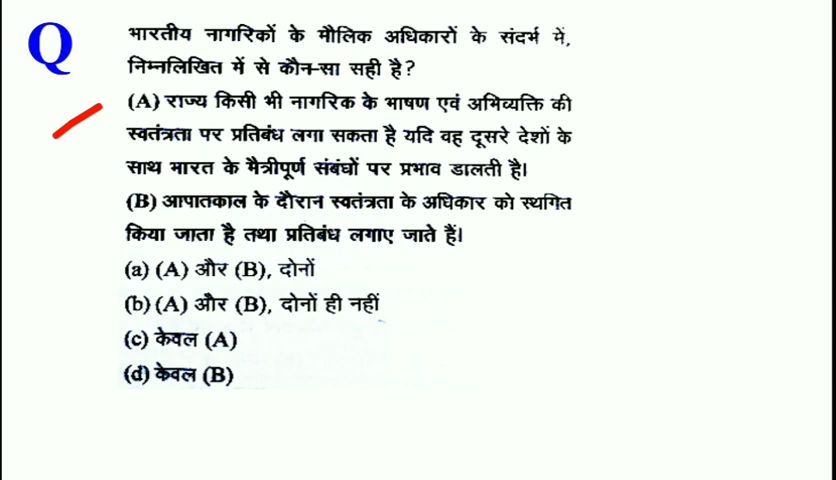 Q
भारतीय नागरिकों के मौलिक अधिकारों के संदर्भ में,
निम्नलिखित में से कौन-सा सही है?
(A) राज्य किसी भी नागरिक के भाषण एवं अभिव्यक्ति की
स्वतंत्रता पर प्रतिबंध लगा सकता है यदि वह दूसरे देशों के
साथ भारत के मैत्रीपूर्ण संबंघों पर प्रभाव डालती है।
(B) आपातकाल के दौरान स्वतंत्रता के अधिकार को स्थगित
किया जाता है तथा प्रतिबंध लगाए जाते हैं।
(a) (A) और (B), दोनों
(b) (A) और (B), दोनों ही नहीं
(c) केवल (A)
(d) केवल (B)